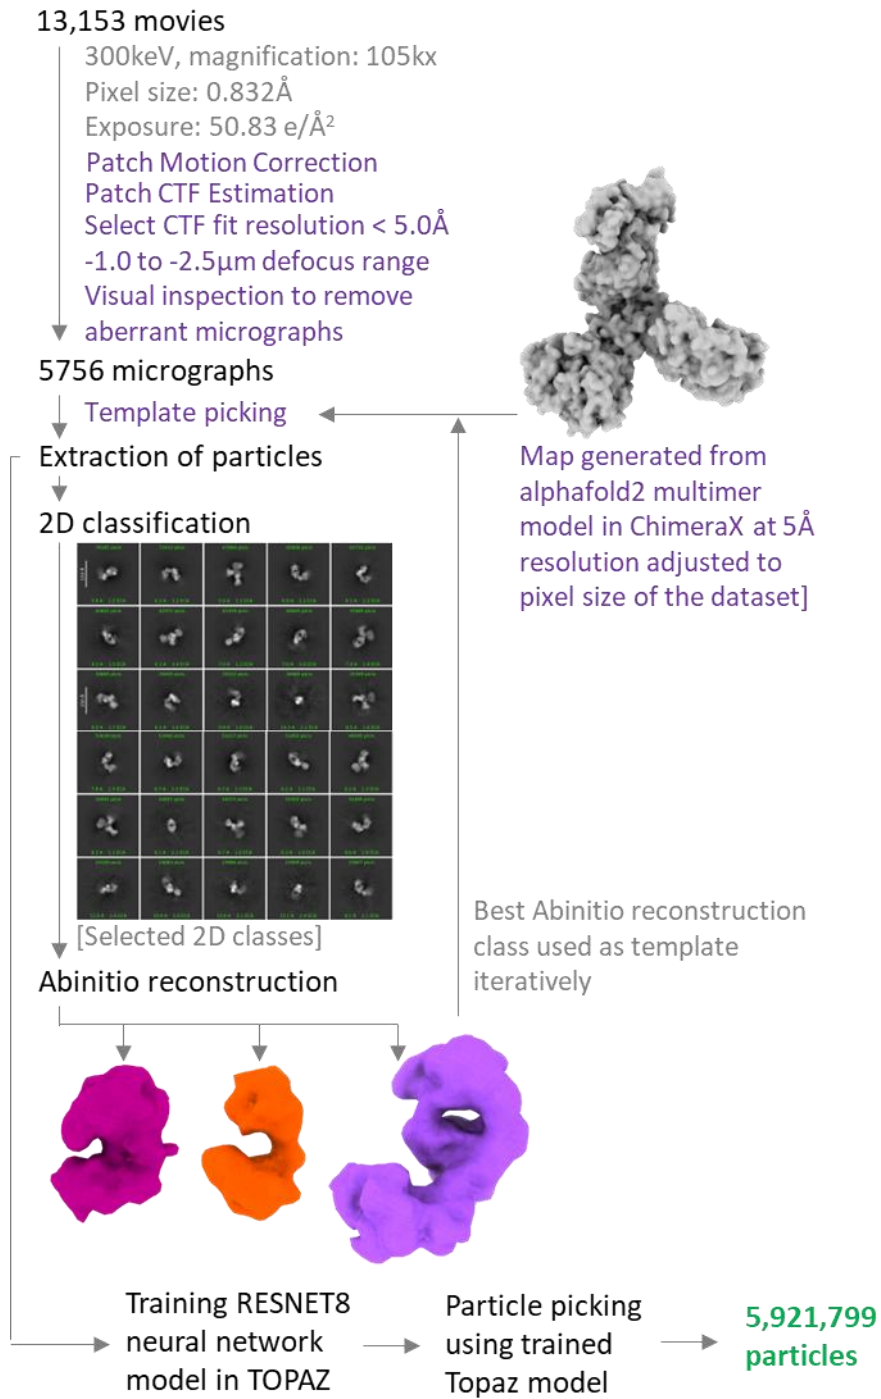 13,153 movies
300keV, magnification: 105kx
Pixel size: 0.832Å
Exposure: 50.83 e/Å²
Patch Motion Correction
Patch CTF Estimation
Select CTF fit resolution < 5.0Å
-1.0 to -2.5µm defocus range
Visual inspection to remove
aberrant micrographs
5756 micrographs
Template picking
Extraction of particles
2D classification
Map generated from
alphafold2 multimer
model in ChimeraX at 5Å
resolution adjusted to
pixel size of the dataset]
[Selected 2D classes]
Best Abinitio reconstruction
class used as template
iteratively
Abinitio reconstruction
Training RESNET8
neural network
model in TOPAZ
Particle picking
using trained
Topaz model
5,921,799
particles